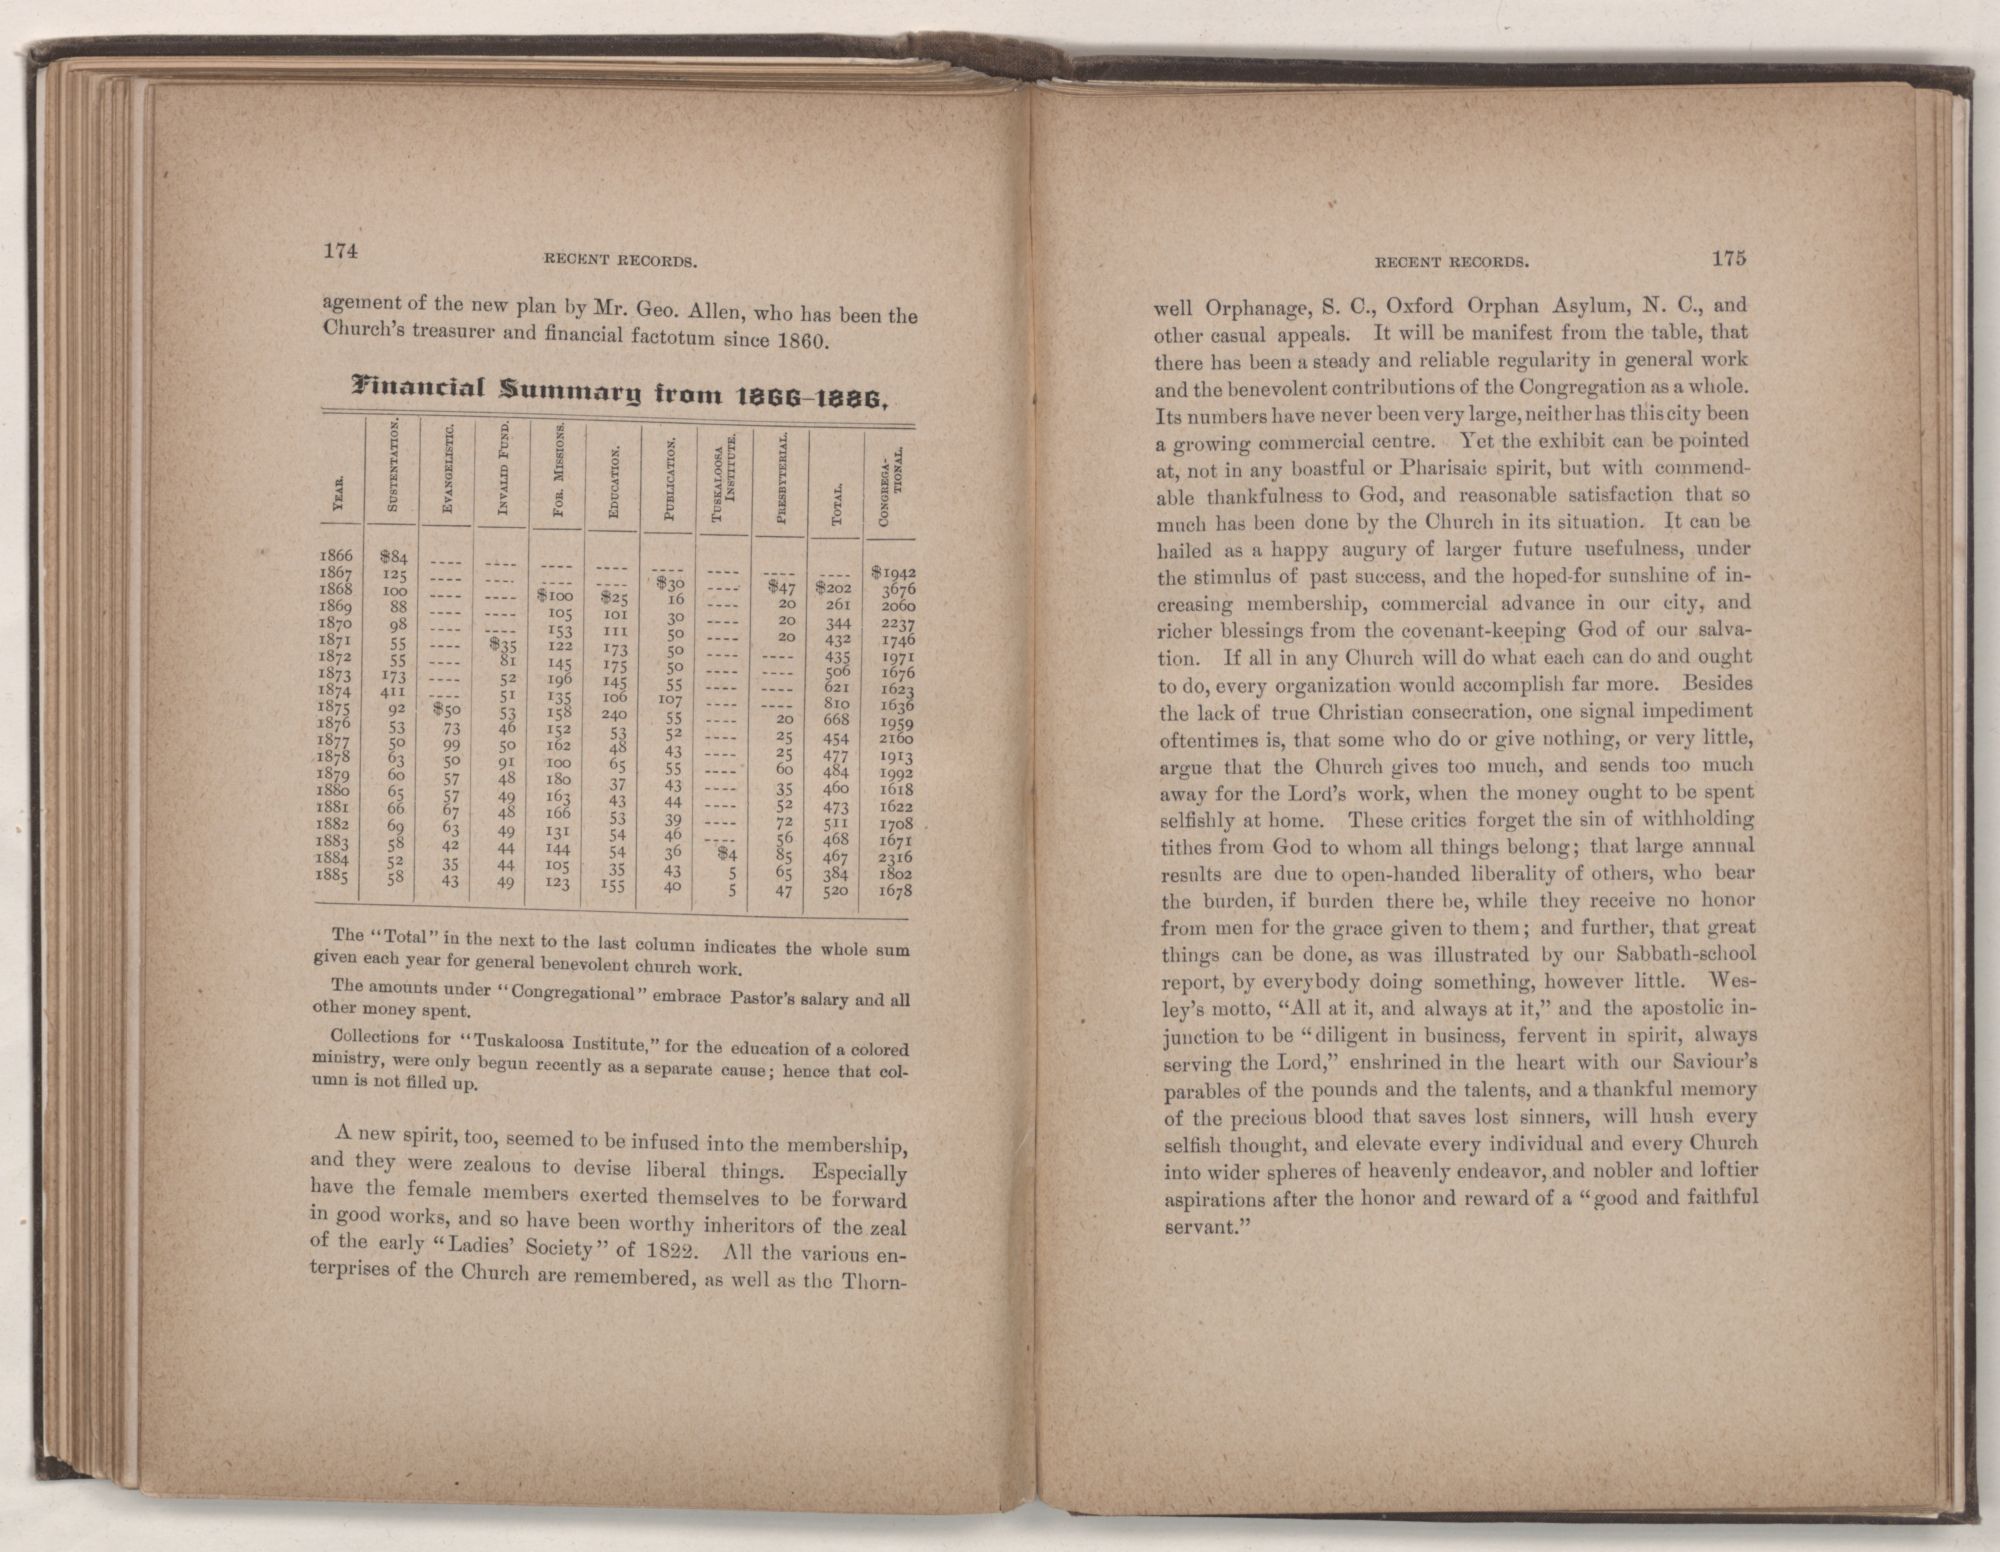 174
RECENT RECORDS.
agement of the new plan by Mr. Geo. Allen, who has been the
Church's treasurer and financial factotum since 1860.
Financial Summary from 1866-1886.
YEAR. SUSTENTATION. EVANGELISTIC. INVALID FUND. FOR. MISSIONS. EDUCATION. PUBLICATION. TUSKALOOSA INSTITUTE. PRESBYTERIAL. TOTAL. CONGREGA-TIONAL.
1866 $84 ---- ---- ---- ---- ---- ---- ---- ---- $1942
1867 125 ---- ---- ---- ---- $30 ---- $47 $202 3676
1868 100 ---- ---- $100 $25 16 ---- 20 261 2060
1869 88 ---- ---- 105 101 30 ---- 20 344 2237
1870 98 ---- ---- 153 111 50 ---- 20 432 1746
1871 55 ---- $35 122 173 50 ---- ---- 435 1971
1872 55 ---- 81 145 175 50 ---- ---- 506 1676
1873 173 ---- 52 196 145 55 ---- ---- 621 1623
1874 411 ---- 51 135 106 107 ---- ---- 810 1636
1875 92 $50 53 158 240 55 ---- 20 668 1959
1876 53 73 46 152 53 52 ---- 25 454 2160
1877 50 99 50 162 48 43 ---- 25 477 1913
1878 63 50 91 100 65 55 ---- 60 484 1992
1879 60 57 48 180 37 43 ---- 35 460 1618
1880 65 57 49 163 43 44 ---- 52 473 1622
1881 66 67 48 166 53 39 ---- 72 511 1708
1882 69 63 49 131 54 46 ---- 56 468 1671
1883 58 42 44 144 54 36 $4 85 467 2316
1884 52 35 44 105 35 43 5 65 384 1802
1885 58 43 49 123 155 40 5 47 520 1678
The "Total" in the next to the last column indicates the whole sum
given each year for general benevolent church work.
The amounts under "Congregational" embrace Pastor's salary and all
other money spent.
Collections for "Tuskaloosa Institute," for the education of a colored
ministry, were only begun recently as a separate cause; hence that col-
umn is not filled up.
A new spirit, too, seemed to be infused into the membership,
and they were zealous to devise liberal things. Especially
have the female members exerted themselves to be forward
in good works, and so have been worthy inheritors of the zeal
of the early "Ladies' Society" of 1822. All the various en-
terprises of the Church are remembered, as well as the Thorn-
RECENT RECORDS.
175
well Orphanage, S. C., Oxford Orphan Asylum, N. C., and
other casual appeals. It will be manifest from the table, that
there has been a steady and reliable regularity in general work
and the benevolent contributions of the Congregation as a whole.
Its numbers have never been very large, neither has this city been
a growing commercial centre. Yet the exhibit can be pointed
at, not in any boastful or Pharisaic spirit, but with commend-
able thankfulness to God, and reasonable satisfaction that so
much has been done by the Church in its situation. It can be
hailed as a happy augury of larger future usefulness, under
the stimulus of past success, and the hoped-for sunshine of in-
creasing membership, commercial advance in our city, and
richer blessings from the covenant-keeping God of our salva-
tion. If all in any Church will do what each can do and ought
to do, every organization would accomplish far more. Besides
the lack of true Christian consecration, one signal impediment
oftentimes is, that some who do or give nothing, or very little,
argue that the Church gives too much, and sends too much
away for the Lord's work, when the money ought to be spent
selfishly at home. These critics forget the sin of withholding
tithes from God to whom all things belong; that large annual
results are due to open-handed liberality of others, who bear
the burden, if burden there be, while they receive no honor
from men for the grace given to them; and further, that great
things can be done, as was illustrated by our Sabbath-school
report, by everybody doing something, however little. Wes-
ley's motto, "All at it, and always at it," and the apostolic in-
junction to be "diligent in business, fervent in spirit, always
serving the Lord," enshrined in the heart with our Saviour's
parables of the pounds and the talents, and a thankful memory
of the precious blood that saves lost sinners, will hush every
selfish thought, and elevate every individual and every Church
into wider spheres of heavenly endeavor, and nobler and loftier
aspirations after the honor and reward of a "good and faithful
servant."